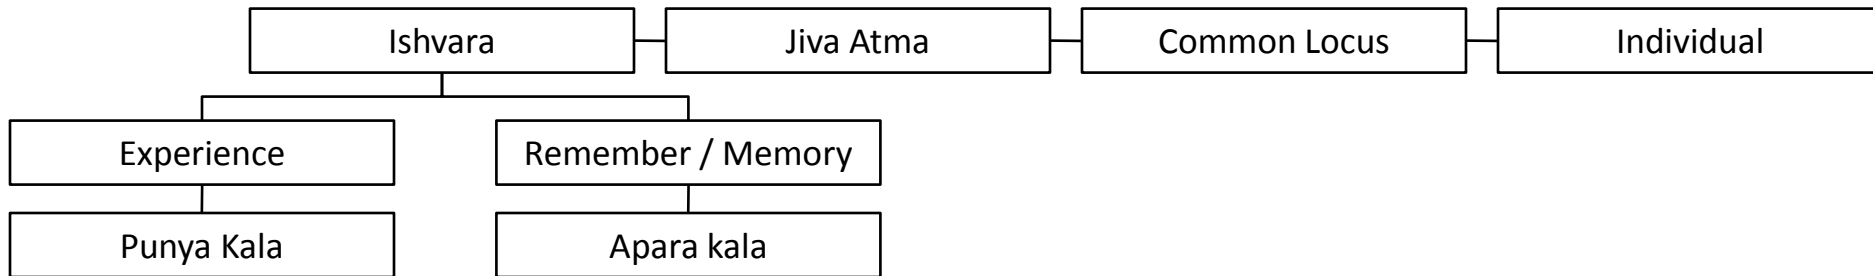 Ishvara
Jiva Atma
Common Locus
Individual
Experience
Remember / Memory
Punya Kala
Apara kala